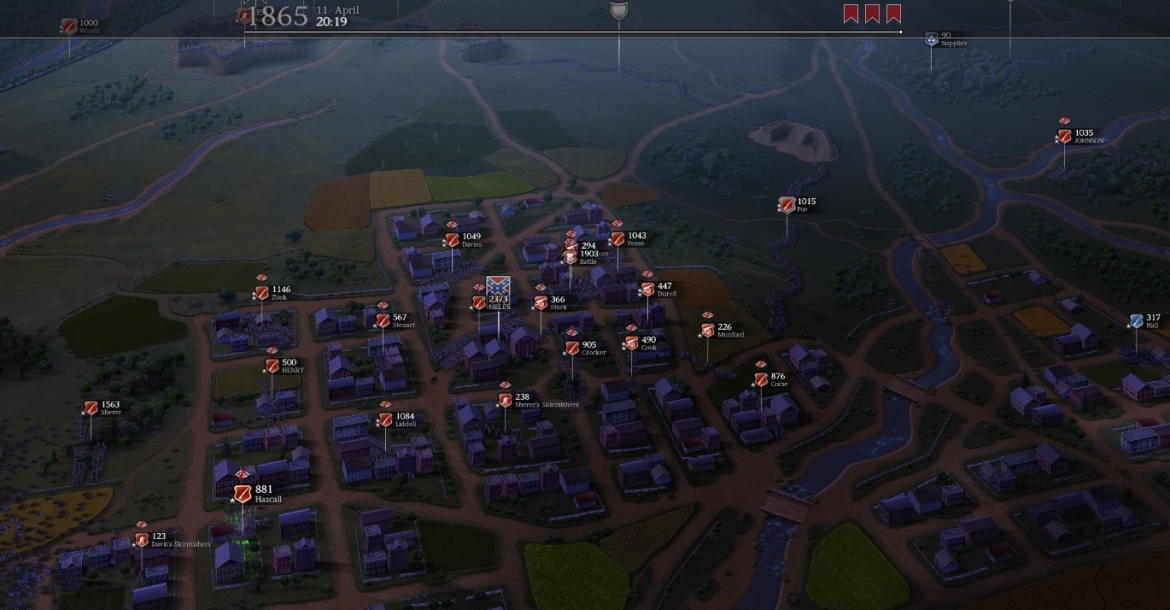 1865 11 April
20:19
1000
Woods
90
Supplies
1035
JOHNSON
1015
Poe
1049
Davies
294
1903
Battle
1043
Feast
1146
Zook
2373
MILES
366
Stark
447
Durell
317
Hall
567
Steuart
226
Munford
905
Crocker
490
Cook
500
HENRY
876
Corse
238
Sherer's Skirmishers
1563
Sherer
1084
Liddell
881
Hascall
123
Davis's Skirmishers